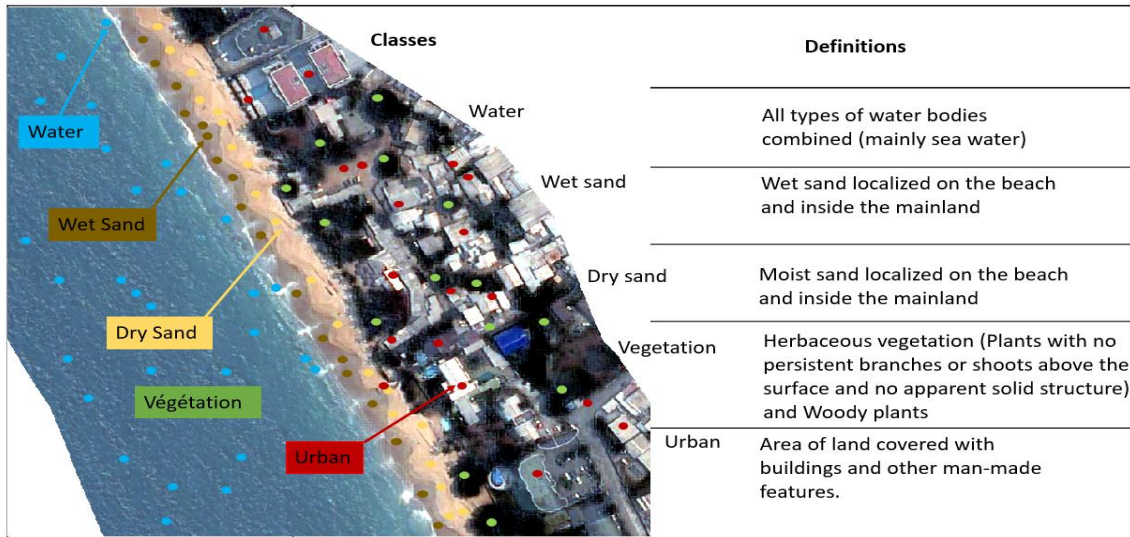 Classes
Definitions
Water
All types of water bodies
combined (mainly sea water)
Wet sand
Wet sand localized on the beach
and inside the mainland
Dry sand
Moist sand localized on the beach
and inside the mainland
Vegetation
Herbaceous vegetation (Plants with no
persistent branches or shoots above the
surface and no apparent solid structure)
and Woody plants
Urban
Area of land covered with
buildings and other man-made
features.
Water
Wet Sand
Dry Sand
Végétation
Urban